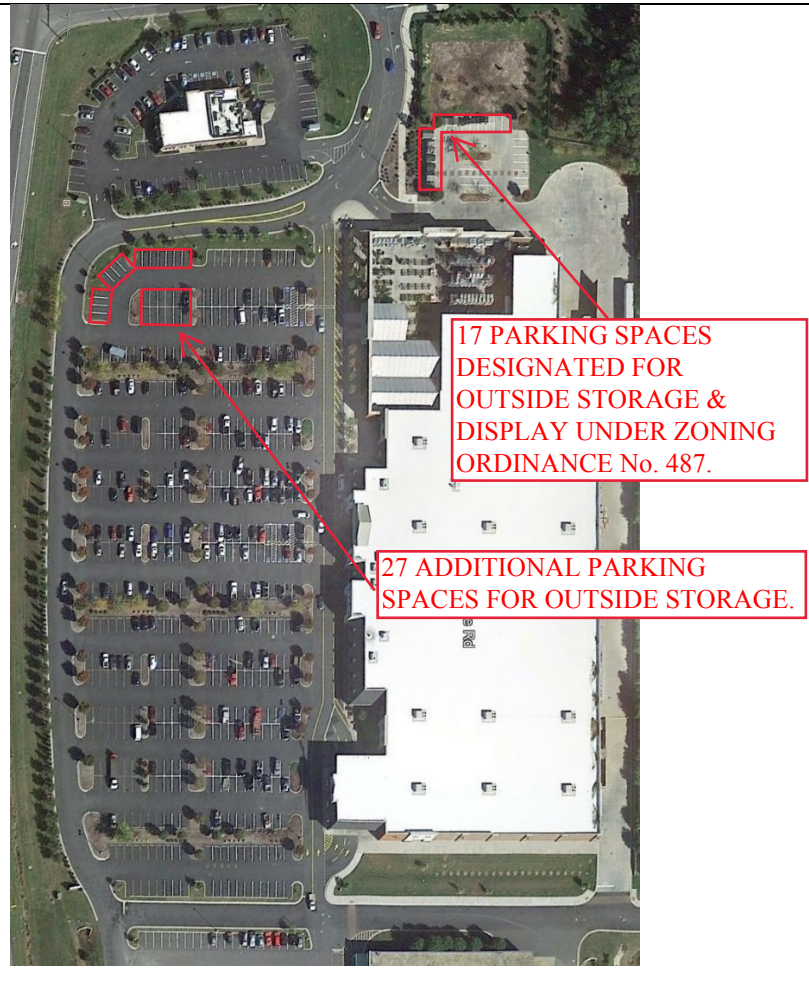 17 PARKING SPACES
DESIGNATED FOR
OUTSIDE STORAGE &
DISPLAY UNDER ZONING
ORDINANCE No. 487.
27 ADDITIONAL PARKING
SPACES FOR OUTSIDE STORAGE.
e Rd